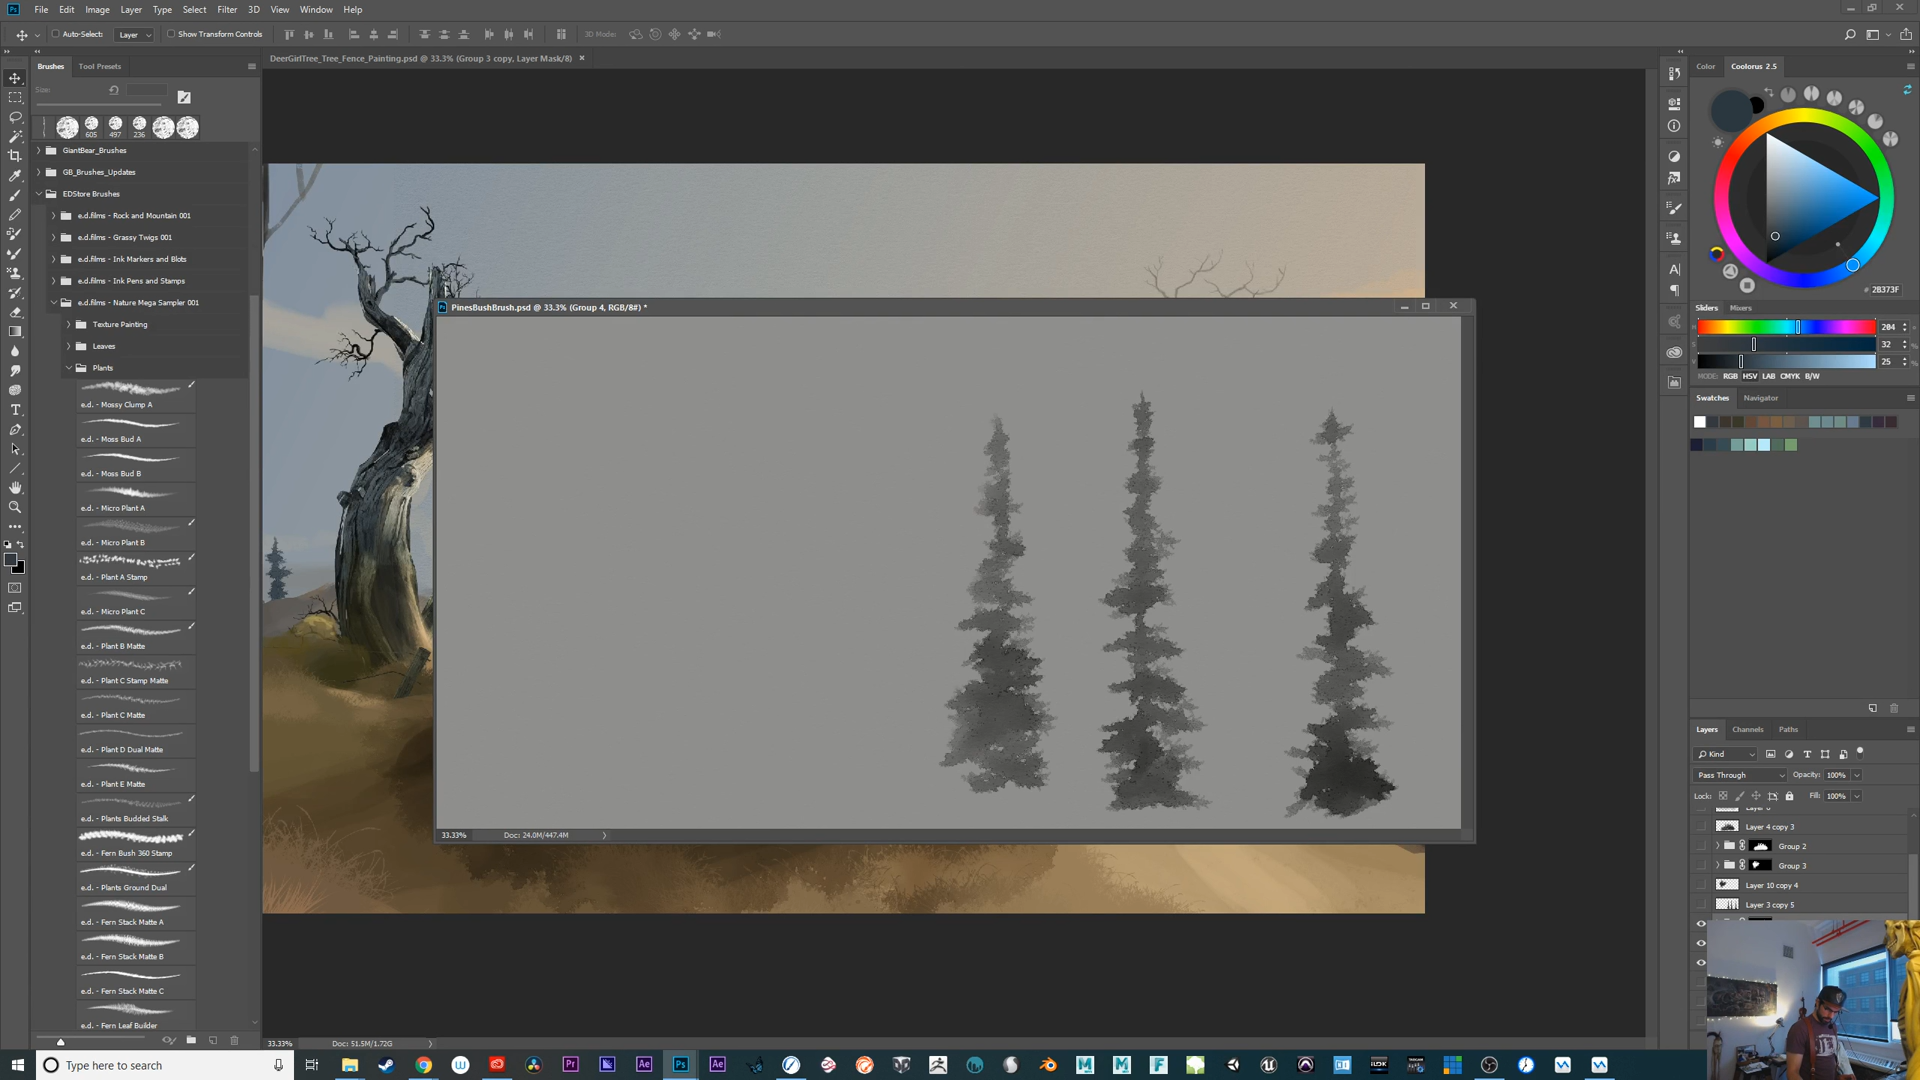 File Edit Image Layer Type Select Filter 3D View Window Help
Auto-Select: Layer Show Transform Controls 3D Mode:
Brushes Tool Presets
DeerGirlTree_Tree_Fence_Painting.psd @ 33.3% (Group 3 copy, Layer Mask/8)
Color Coolorus 2.5
Size:
605 497 236
GiantBear_Brushes
GB_Brushes_Updates
EDStore Brushes
e.d.films - Rock and Mountain 001
e.d.films - Grassy Twigs 001
e.d.films - Ink Markers and Blots
e.d.films - Ink Pens and Stamps
e.d.films - Nature Mega Sampler 001
Texture Painting
Leaves
Plants
e.d. - Mossy Clump A
e.d. - Moss Bud A
e.d. - Moss Bud B
e.d. - Micro Plant A
e.d. - Micro Plant B
e.d. - Plant A Stamp
e.d. - Micro Plant C
e.d. - Plant B Matte
e.d. - Plant C Stamp Matte
e.d. - Plant C Matte
e.d. - Plant D Dual Matte
e.d. - Plant E Matte
e.d. - Plants Budded Stalk
e.d. - Fern Bush 360 Stamp
e.d. - Plants Ground Dual
e.d. - Fern Stack Matte A
e.d. - Fern Stack Matte B
e.d. - Fern Stack Matte C
e.d. - Fern Leaf Builder
PinesBushBrush.psd @ 33.3% (Group 4, RGB/8#) *
33.33% Doc: 24.0M/447.4M
33.33% Doc: 51.5M/1.72G
# 2B373F
Sliders Mixers
H 204
S 32 %
V 25 %
MODE: RGB HSV LAB CMYK B/W
Swatches Navigator
Layers Channels Paths
Kind
Pass Through Opacity: 100%
Lock: Fill: 100%
Layer 4 copy 3
Group 2
Group 3
Layer 10 copy 4
Layer 3 copy 5
Type here to search